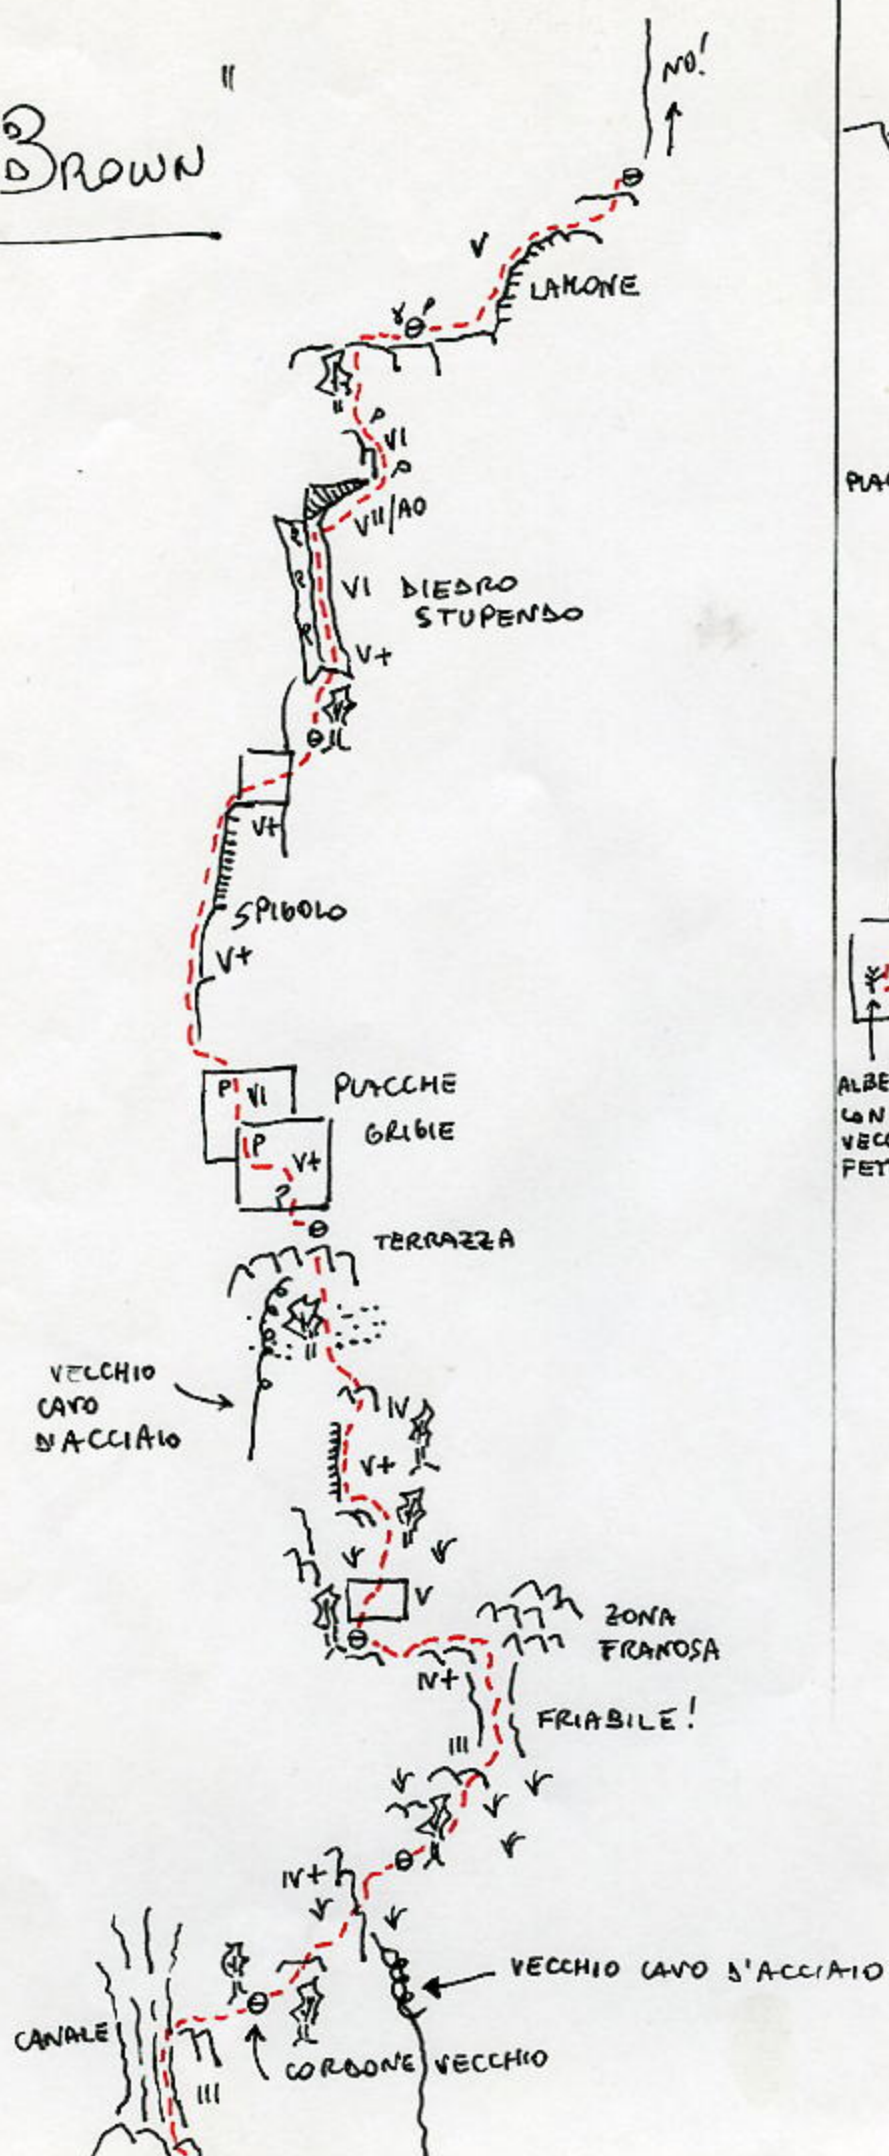 "
BROWN
NO!
V
LAMONE
P
P
VI
P
VII/A0
VI DIEDRO
STUPENDO
V+
V+
SPIGOLO
V+
P VI PLACCHE
GRIGIE
P V+
TERRAZZA
VECCHIO
CAVO
D'ACCIAIO
IV
V+
V
ZONA
FRANOSA
IV+
FRIABILE!
III
IV+
VECCHIO CAVO D'ACCIAIO
CANALE
CORDONE VECCHIO
III
PLA
ALBE
CON
VECC
FET